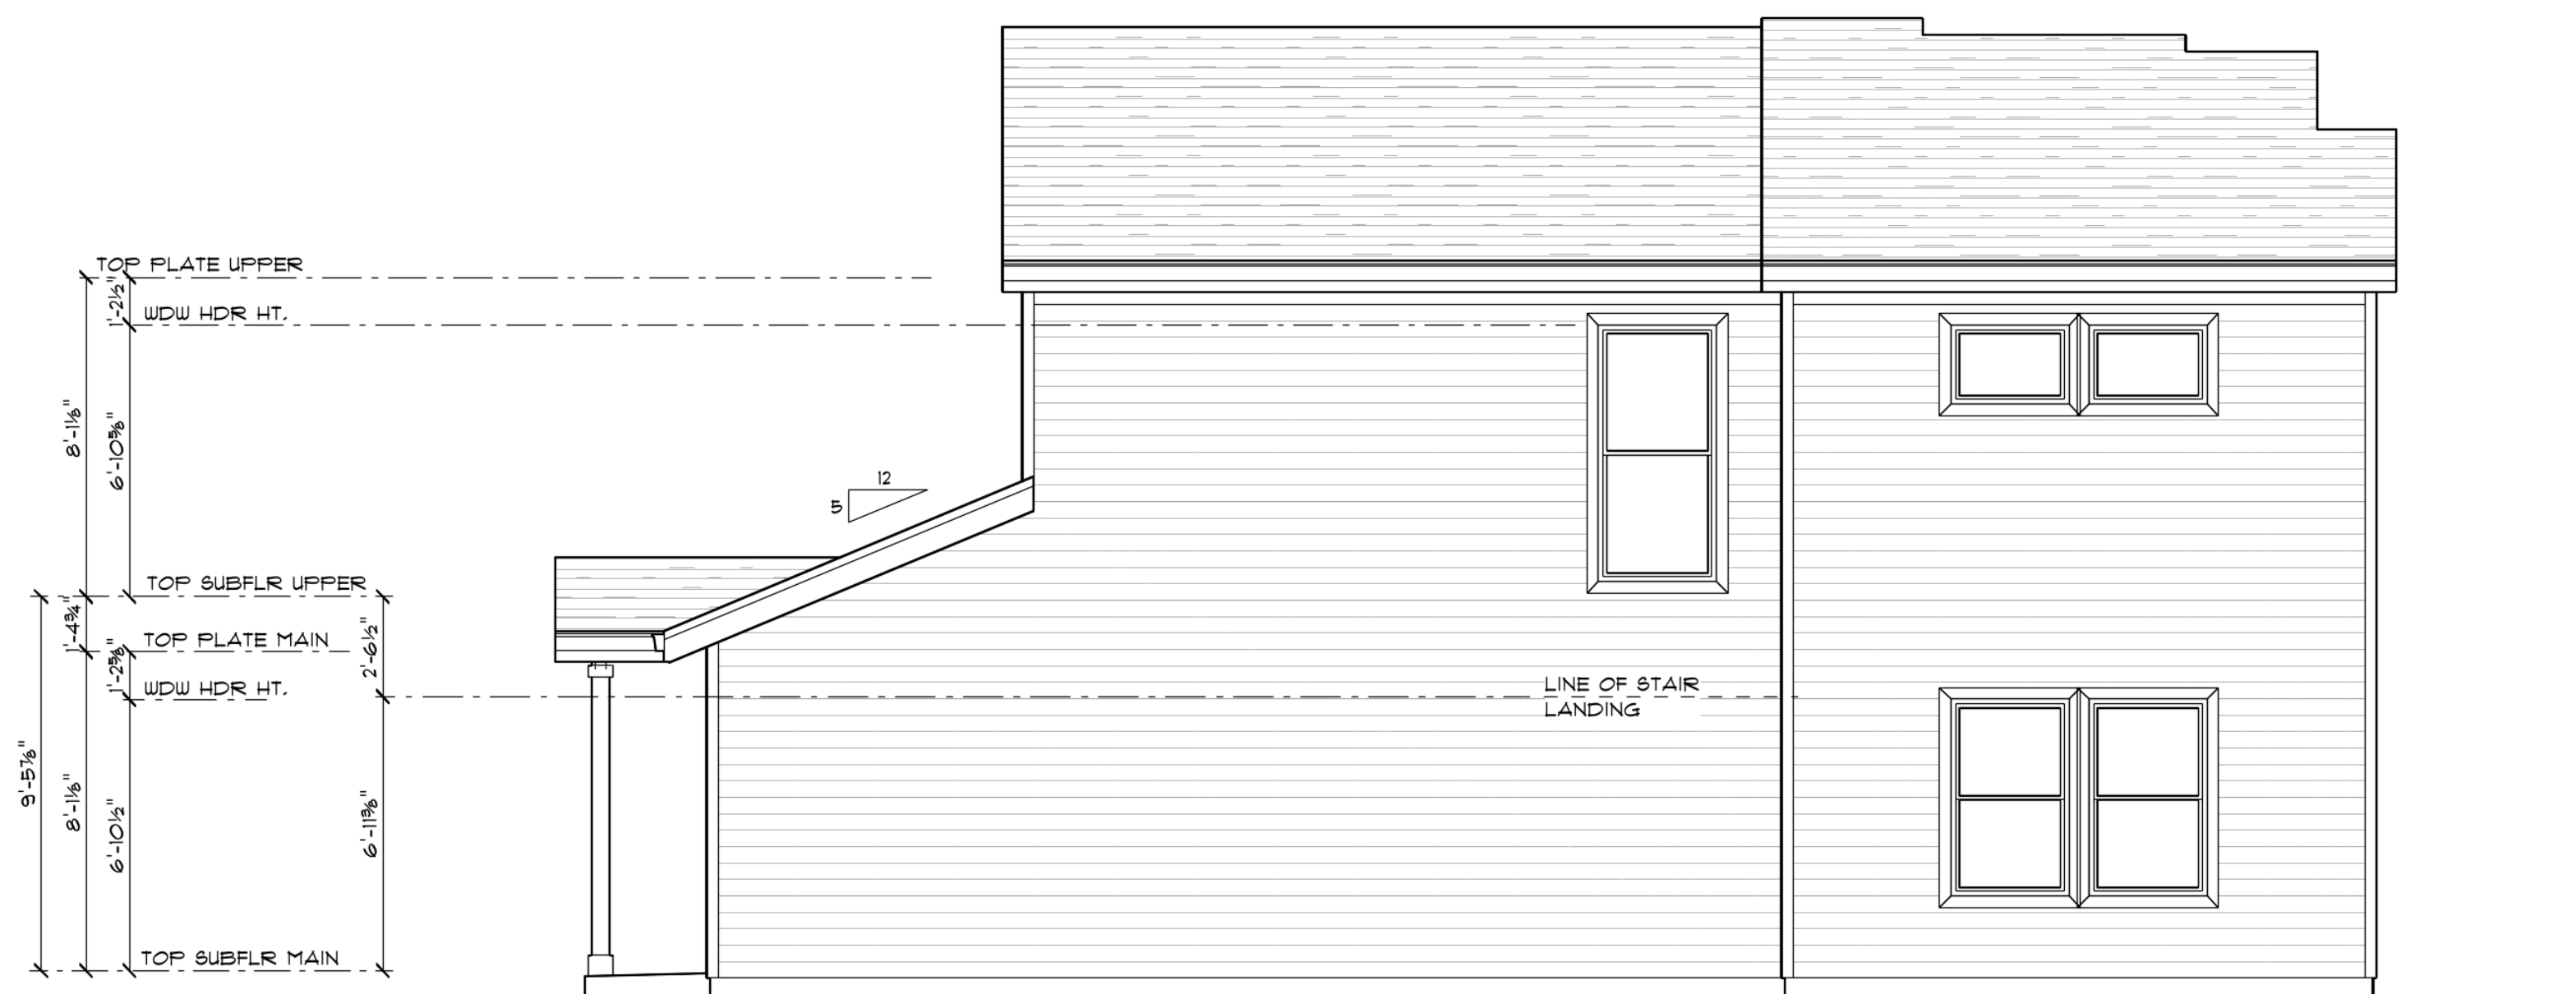 TOP PLATE UPPER
1'-2½"
WDW HDR HT.
8'-1⅛"
6'-10⅝"
12
5
TOP SUBFLR UPPER
1'-4¾"
TOP PLATE MAIN
2'-6½"
1'-2⅝"
WDW HDR HT.
LINE OF STAIR
LANDING
9'-5⅞"
8'-1⅛"
6'-10½"
6'-11⅜"
TOP SUBFLR MAIN